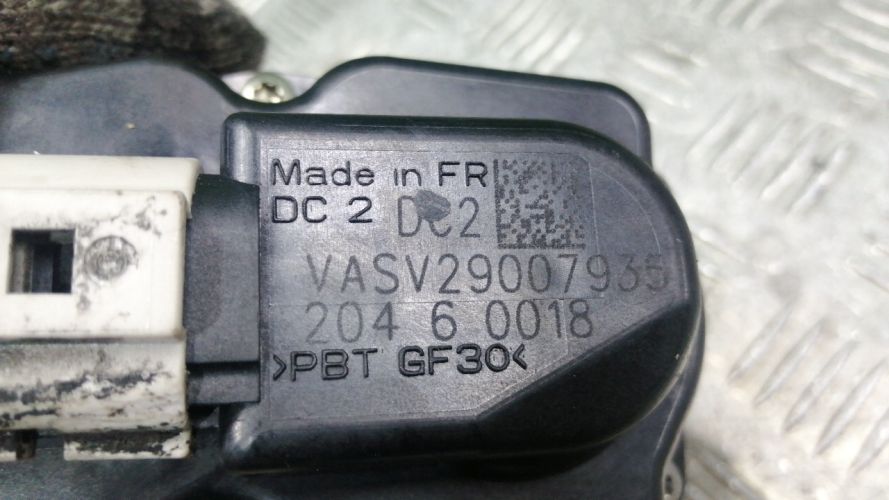 Made in FR
DC 2 DC2
VASV29007935
204 6 0018
>PBT GF30<